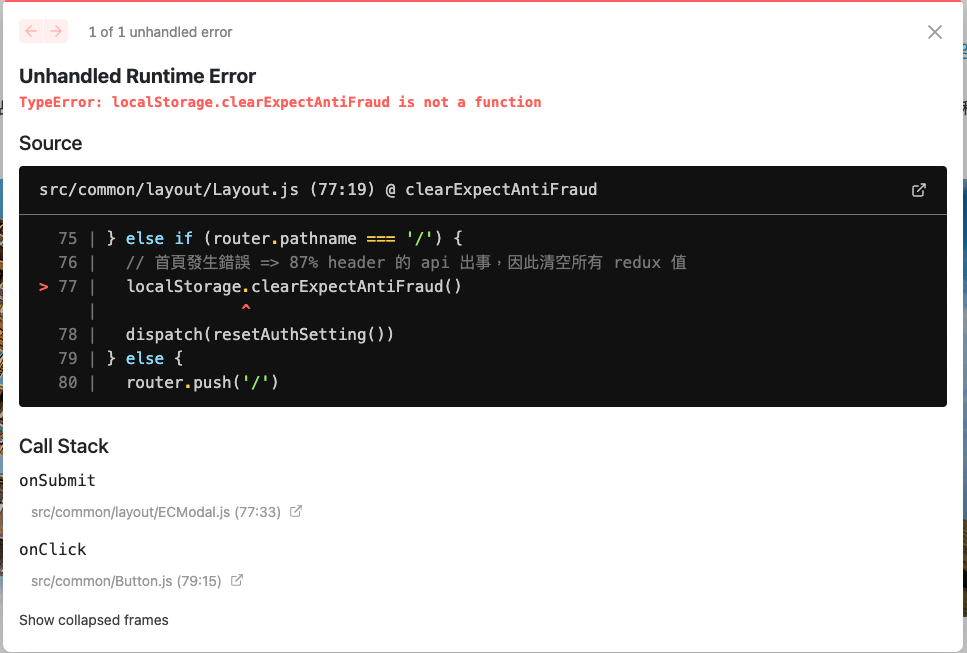 1 of 1 unhandled error
Unhandled Runtime Error
TypeError: localStorage.clearExpectAntiFraud is not a function
Source
src/common/layout/Layout.js (77:19) @ clearExpectAntiFraud
75 | } else if (router.pathname === '/') {
76 |   // 首頁發生錯誤 => 87% header 的 api 出事，因此清空所有 redux 值
> 77 |   localStorage.clearExpectAntiFraud()
|               ^
78 |   dispatch(resetAuthSetting())
79 | } else {
80 |   router.push('/')
Call Stack
onSubmit
src/common/layout/ECModal.js (77:33)
onClick
src/common/Button.js (79:15)
Show collapsed frames